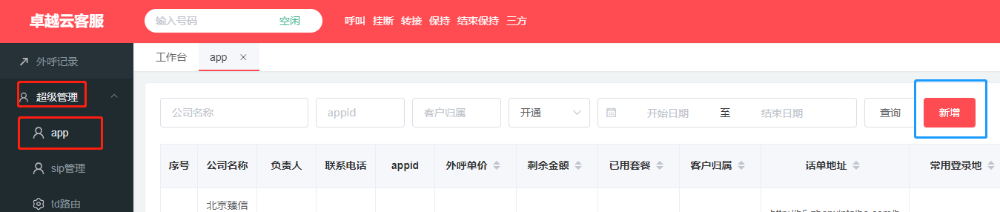 卓越云客服 输入号码 空闲 呼叫 挂断 转接 保持 结束保持 三方
外呼记录 工作台 app ×
超级管理
公司名称 appid 客户归属 开通 开始日期 至 结束日期 查询 新增
app
序号 公司名称 负责人 联系电话 appid 外呼单价 剩余金额 已用套餐 客户归属 话单地址 常用登录地
sip管理
td路由
北京臻信